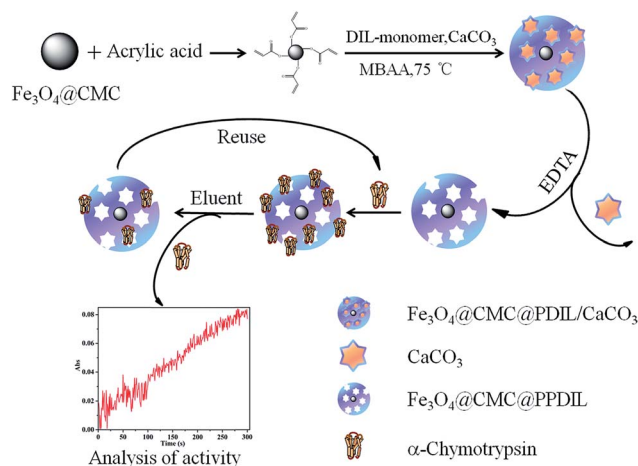 + Acrylic acid
Fe₃O₄@CMC
DIL-monomer,CaCO₃
MBAA,75 ℃
EDTA
Reuse
Eluent
0.08
0.06
0.04
0.02
0.00
Abs
0 50 100 150 200 250 300
Time (s)
Analysis of activity
Fe₃O₄@CMC@PDIL/CaCO₃
CaCO₃
Fe₃O₄@CMC@PPDIL
α-Chymotrypsin